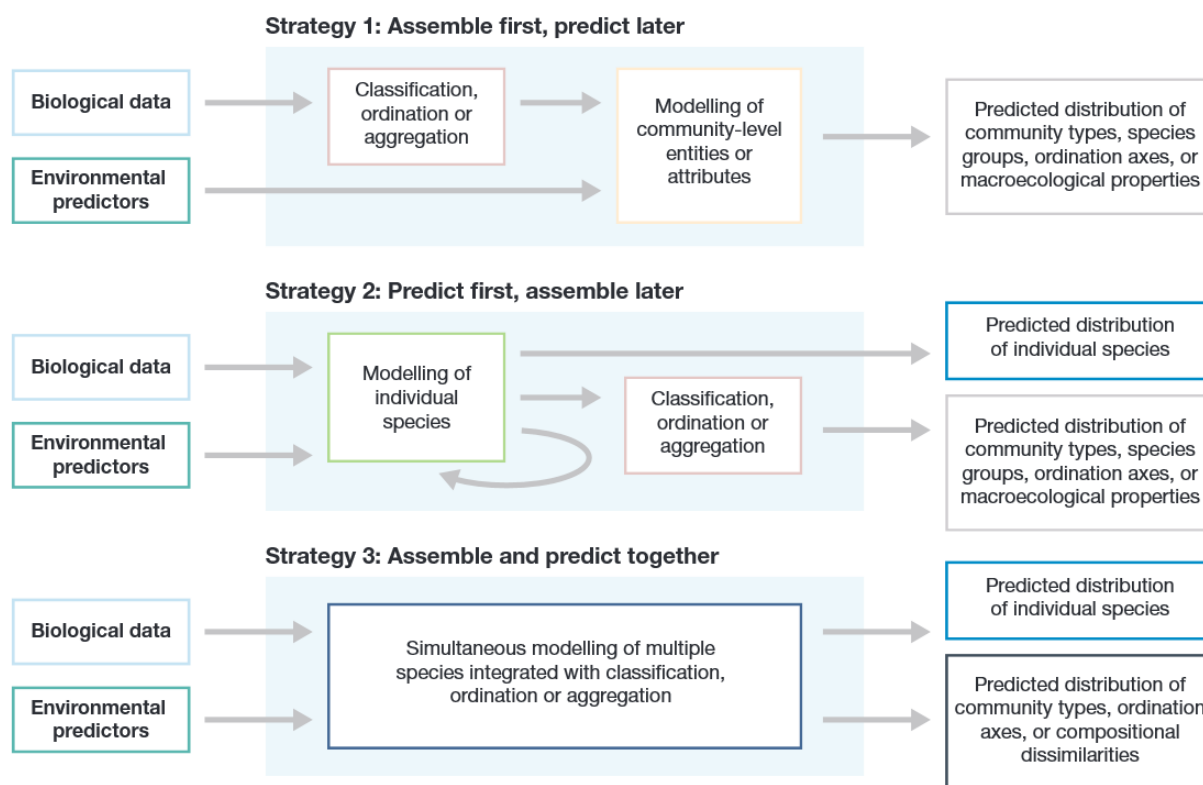 Strategy 1: Assemble first, predict later
Biological data
Environmental
predictors
Classification,
ordination or
aggregation
Modelling of
community-level
entities or
attributes
Predicted distribution of
community types, species
groups, ordination axes, or
macroecological properties
Strategy 2: Predict first, assemble later
Biological data
Environmental
predictors
Modelling of
individual
species
Classification,
ordination or
aggregation
Predicted distribution
of individual species
Predicted distribution of
community types, species
groups, ordination axes, or
macroecological properties
Strategy 3: Assemble and predict together
Biological data
Environmental
predictors
Simultaneous modelling of multiple
species integrated with classification,
ordination or aggregation
Predicted distribution
of individual species
Predicted distribution of
community types, ordination
axes, or compositional
dissimilarities